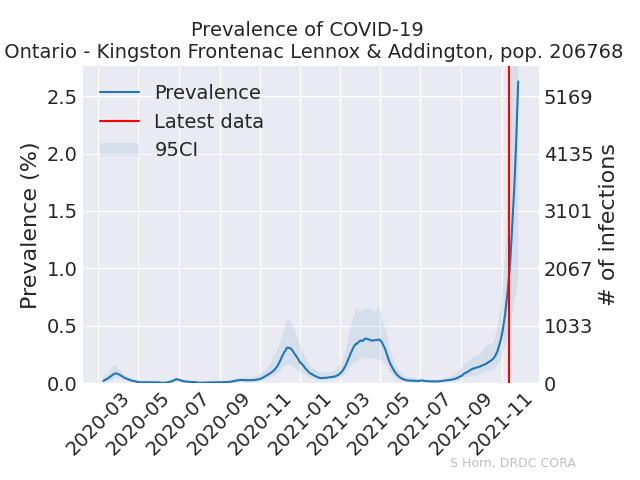 Prevalence of COVID-19
Ontario - Kingston Frontenac Lennox & Addington, pop. 206768
Prevalence
Latest data
95CI
Prevalence (%)
2.5
2.0
1.5
1.0
0.5
0.0
5169
4135
3101
2067
1033
0
# of infections
2020-03
2020-05
2020-07
2020-09
2020-11
2021-01
2021-03
2021-05
2021-07
2021-09
2021-11
S Horn, DRDC CORA